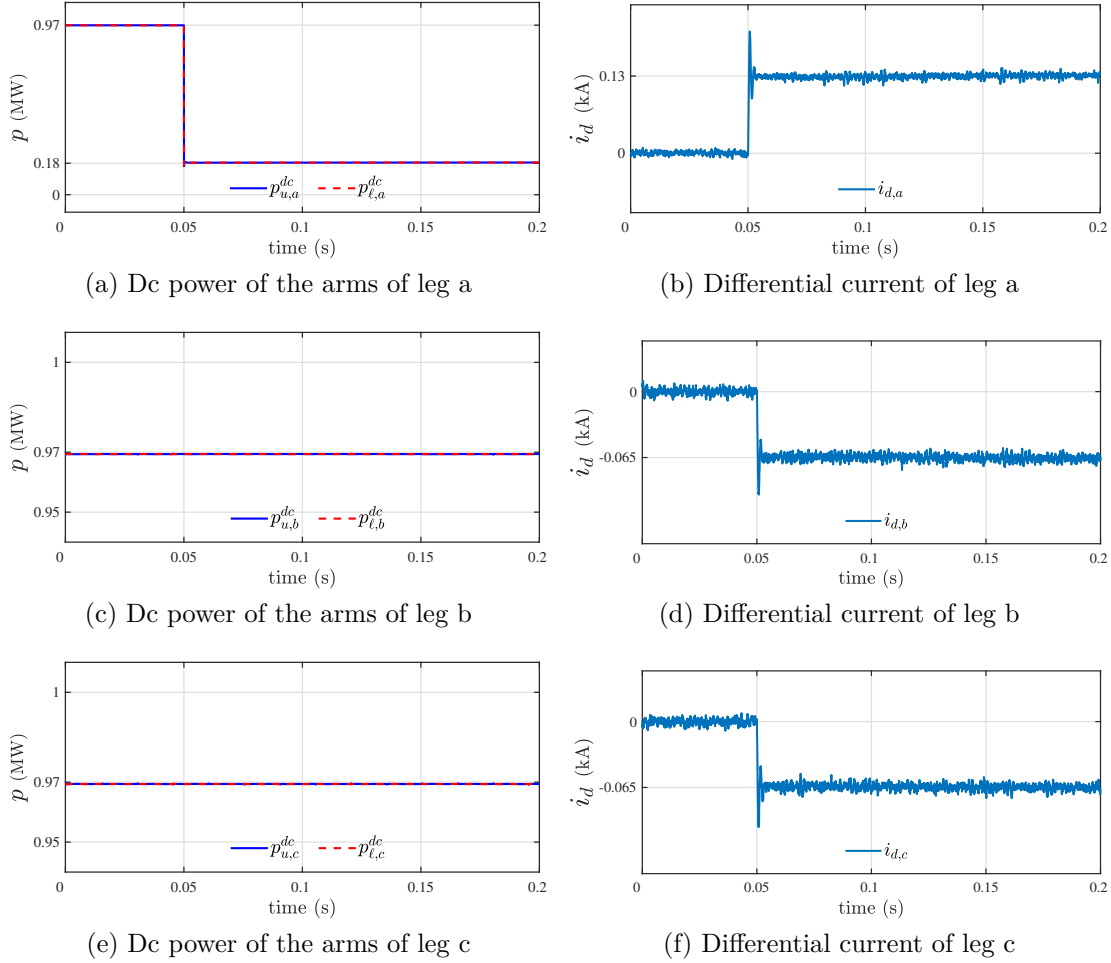 0.97
0.18
0
p (MW)
0 0.05 0.1 0.15 0.2
time (s)
p_{u,a}^{dc} p_{ℓ,a}^{dc}
(a) Dc power of the arms of leg a
0.13
0
i_d (kA)
0 0.05 0.1 0.15 0.2
time (s)
i_{d,a}
(b) Differential current of leg a
1
0.97
0.95
p (MW)
0 0.05 0.1 0.15 0.2
time (s)
p_{u,b}^{dc} p_{ℓ,b}^{dc}
(c) Dc power of the arms of leg b
0
-0.065
i_d (kA)
0 0.05 0.1 0.15 0.2
time (s)
i_{d,b}
(d) Differential current of leg b
1
0.97
0.95
p (MW)
0 0.05 0.1 0.15 0.2
time (s)
p_{u,c}^{dc} p_{ℓ,c}^{dc}
(e) Dc power of the arms of leg c
0
-0.065
i_d (kA)
0 0.05 0.1 0.15 0.2
time (s)
i_{d,c}
(f) Differential current of leg c